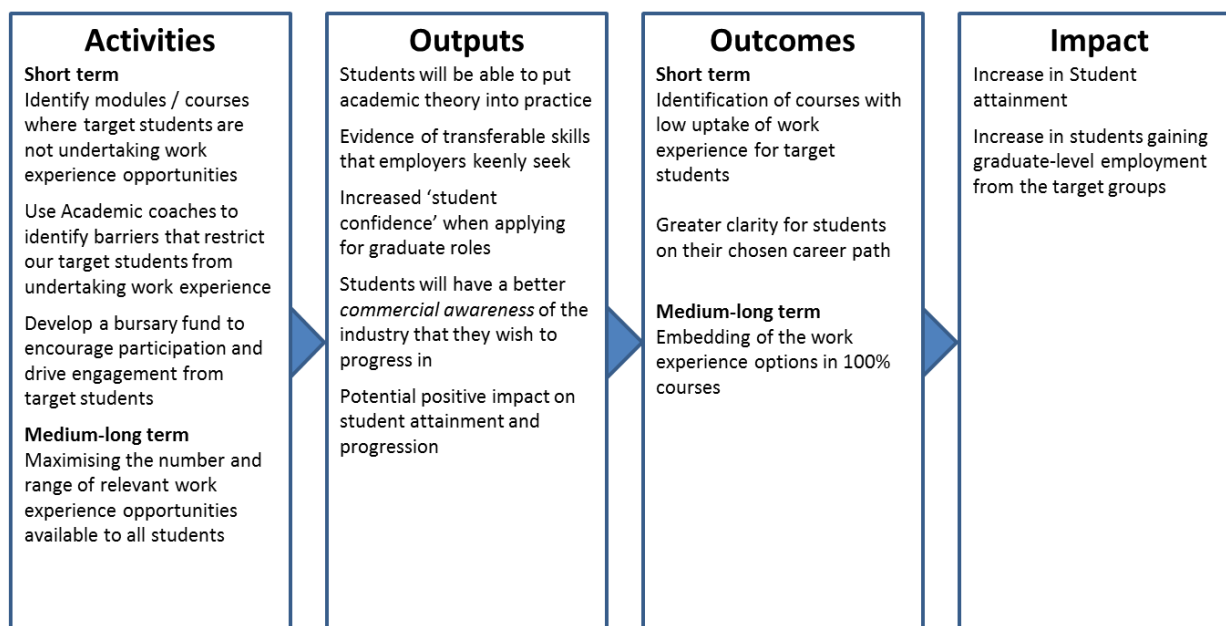 Activities
Short term
Identify modules / courses
where target students are
not undertaking work
experience opportunities
Use Academic coaches to
identify barriers that restrict
our target students from
undertaking work experience
Develop a bursary fund to
encourage participation and
drive engagement from
target students
Medium-long term
Maximising the number and
range of relevant work
experience opportunities
available to all students
Outputs
Students will be able to put
academic theory into practice
Evidence of transferable skills
that employers keenly seek
Increased ‘student
confidence’ when applying
for graduate roles
Students will have a better
commercial awareness of the
industry that they wish to
progress in
Potential positive impact on
student attainment and
progression
Outcomes
Short term
Identification of courses with
low uptake of work
experience for target
students
Greater clarity for students
on their chosen career path
Medium-long term
Embedding of the work
experience options in 100%
courses
Impact
Increase in Student
attainment
Increase in students gaining
graduate-level employment
from the target groups